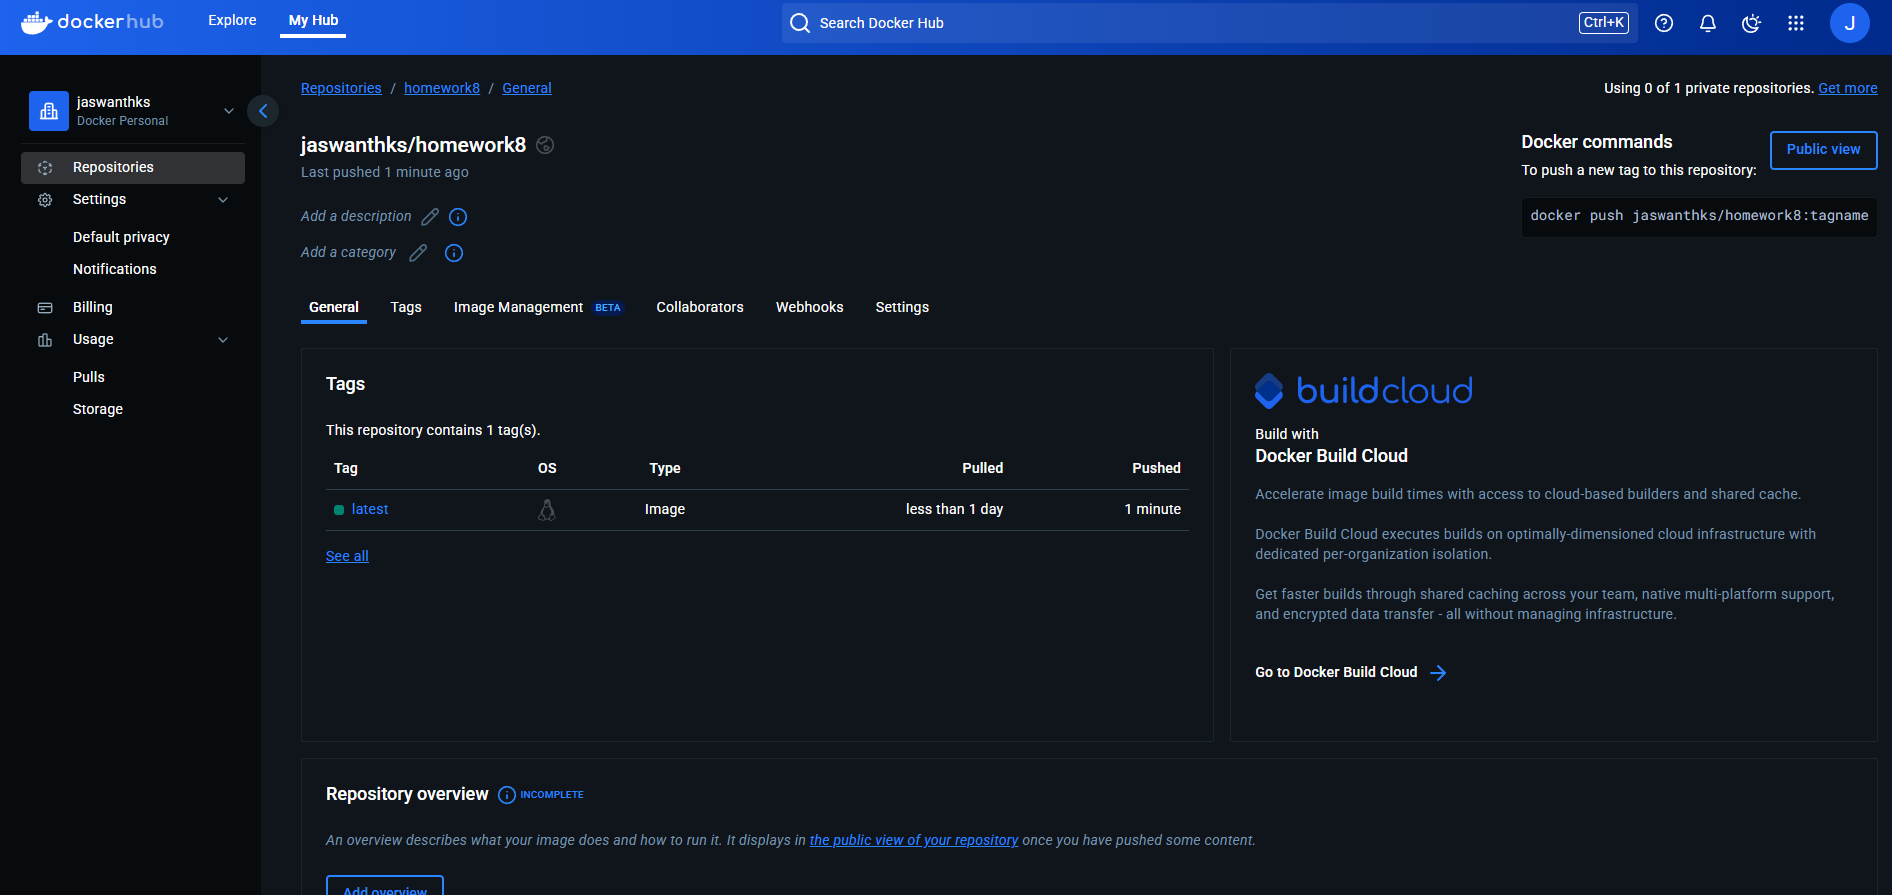 dockerhub
Explore
My Hub
Search Docker Hub
Ctrl+K
J
jaswanthks
Docker Personal
Repositories
Settings
Default privacy
Notifications
Billing
Usage
Pulls
Storage
Repositories / homework8 / General
Using 0 of 1 private repositories. Get more
jaswanthks/homework8
Last pushed 1 minute ago
Add a description
Add a category
Docker commands
Public view
To push a new tag to this repository:
docker push jaswanthks/homework8:tagname
General Tags Image Management BETA Collaborators Webhooks Settings
Tags
This repository contains 1 tag(s).
Tag OS Type Pulled Pushed
latest Image less than 1 day 1 minute
See all
buildcloud
Build with
Docker Build Cloud
Accelerate image build times with access to cloud-based builders and shared cache.
Docker Build Cloud executes builds on optimally-dimensioned cloud infrastructure with
dedicated per-organization isolation.
Get faster builds through shared caching across your team, native multi-platform support,
and encrypted data transfer - all without managing infrastructure.
Go to Docker Build Cloud
Repository overview INCOMPLETE
An overview describes what your image does and how to run it. It displays in the public view of your repository once you have pushed some content.
Add overview